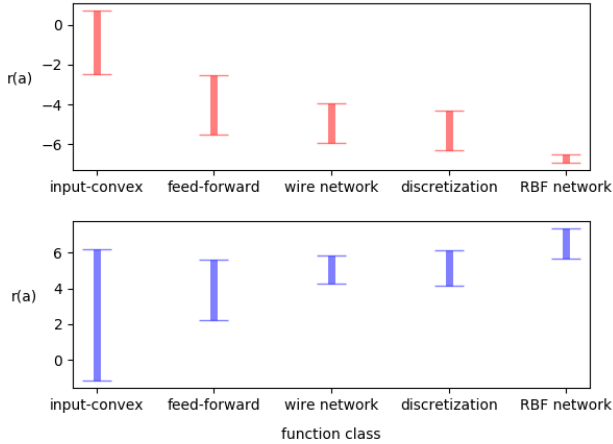 0
−2
r(a)
−4
−6
input-convex feed-forward wire network discretization RBF network
6
4
r(a)
2
0
input-convex feed-forward wire network discretization RBF network
function class